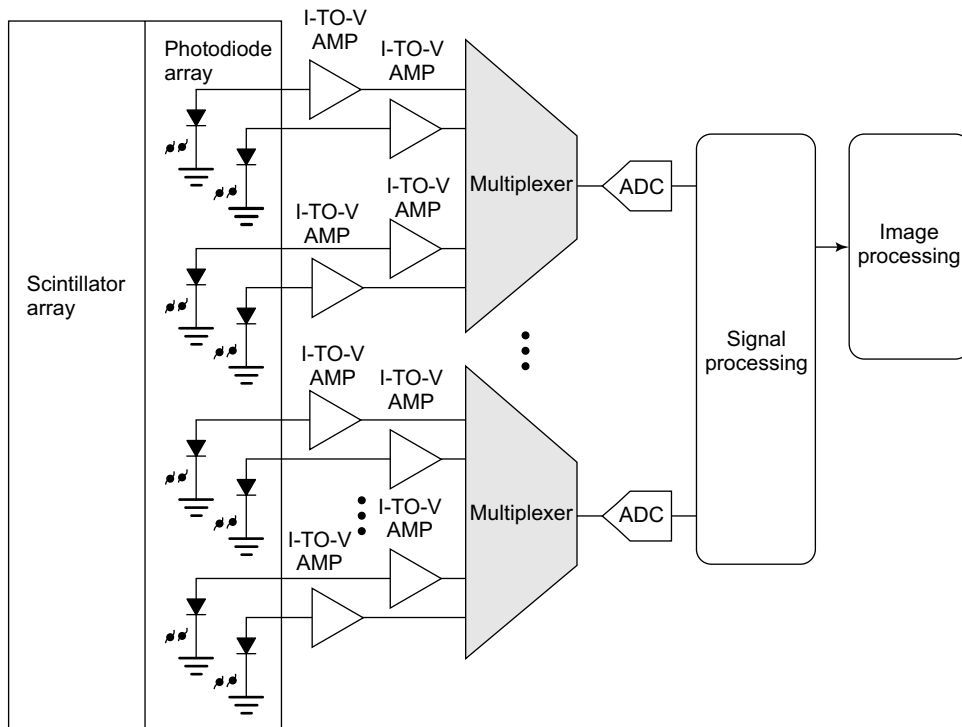 I-TO-V
AMP
I-TO-V
AMP
Photodiode
array
Multiplexer
ADC
I-TO-V
AMP
I-TO-V
AMP
Scintillator
array
Image
processing
Signal
processing
I-TO-V
AMP
I-TO-V
AMP
Multiplexer
ADC
I-TO-V
AMP
I-TO-V
AMP